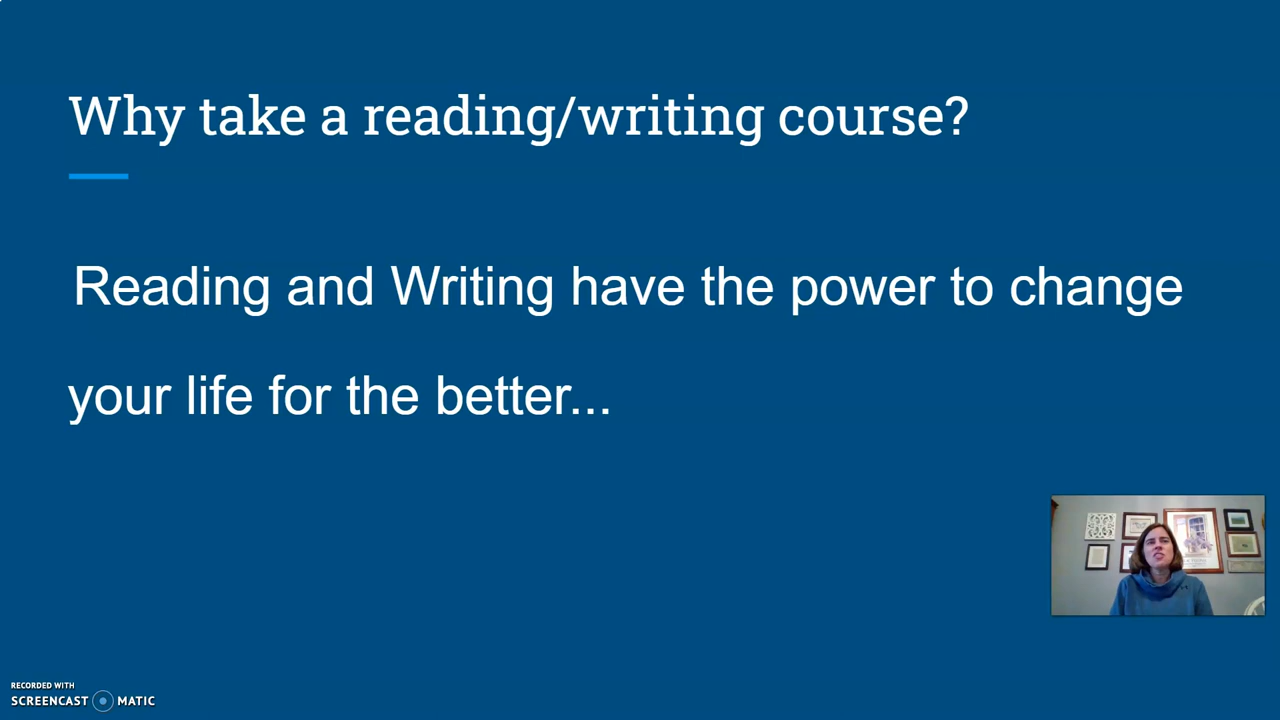 Why take a reading/writing course?
Reading and Writing have the power to change
your life for the better...
RECORDED WITH
SCREENCAST MATIC